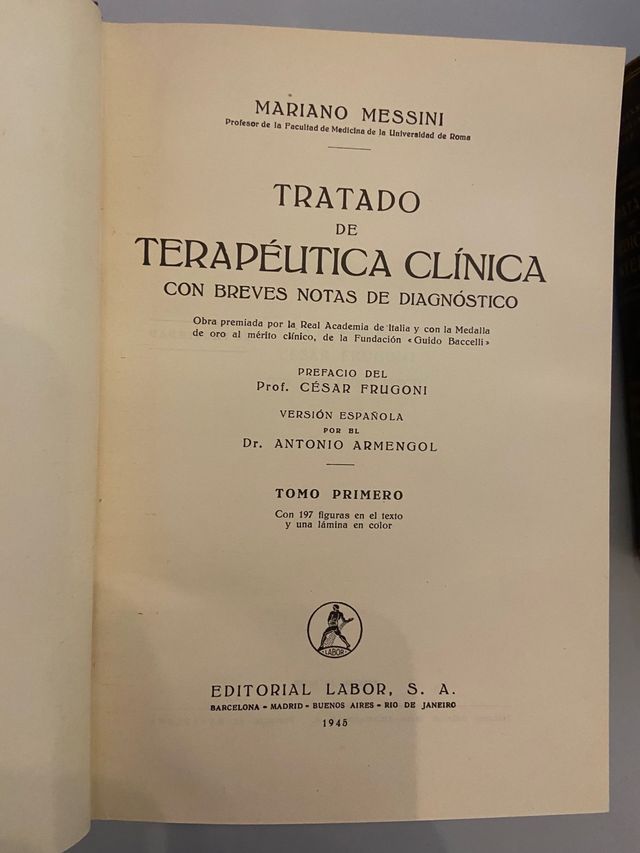 MARIANO MESSINI
Profesor de la Facultad de Medicina de la Universidad de Roma
TRATADO
DE
TERAPÉUTICA CLÍNICA
CON BREVES NOTAS DE DIAGNÓSTICO
Obra premiada por la Real Academia de Italia y con la Medalla
de oro al mérito clínico, de la Fundación «Guido Baccelli»
PREFACIO DEL
Prof. CÉSAR FRUGONI
VERSIÓN ESPAÑOLA
POR EL
Dr. ANTONIO ARMENGOL
TOMO PRIMERO
Con 197 figuras en el texto
y una lámina en color
LABOR
EDITORIAL LABOR, S. A.
BARCELONA - MADRID - BUENOS AIRES - RIO DE JANEIRO
1945